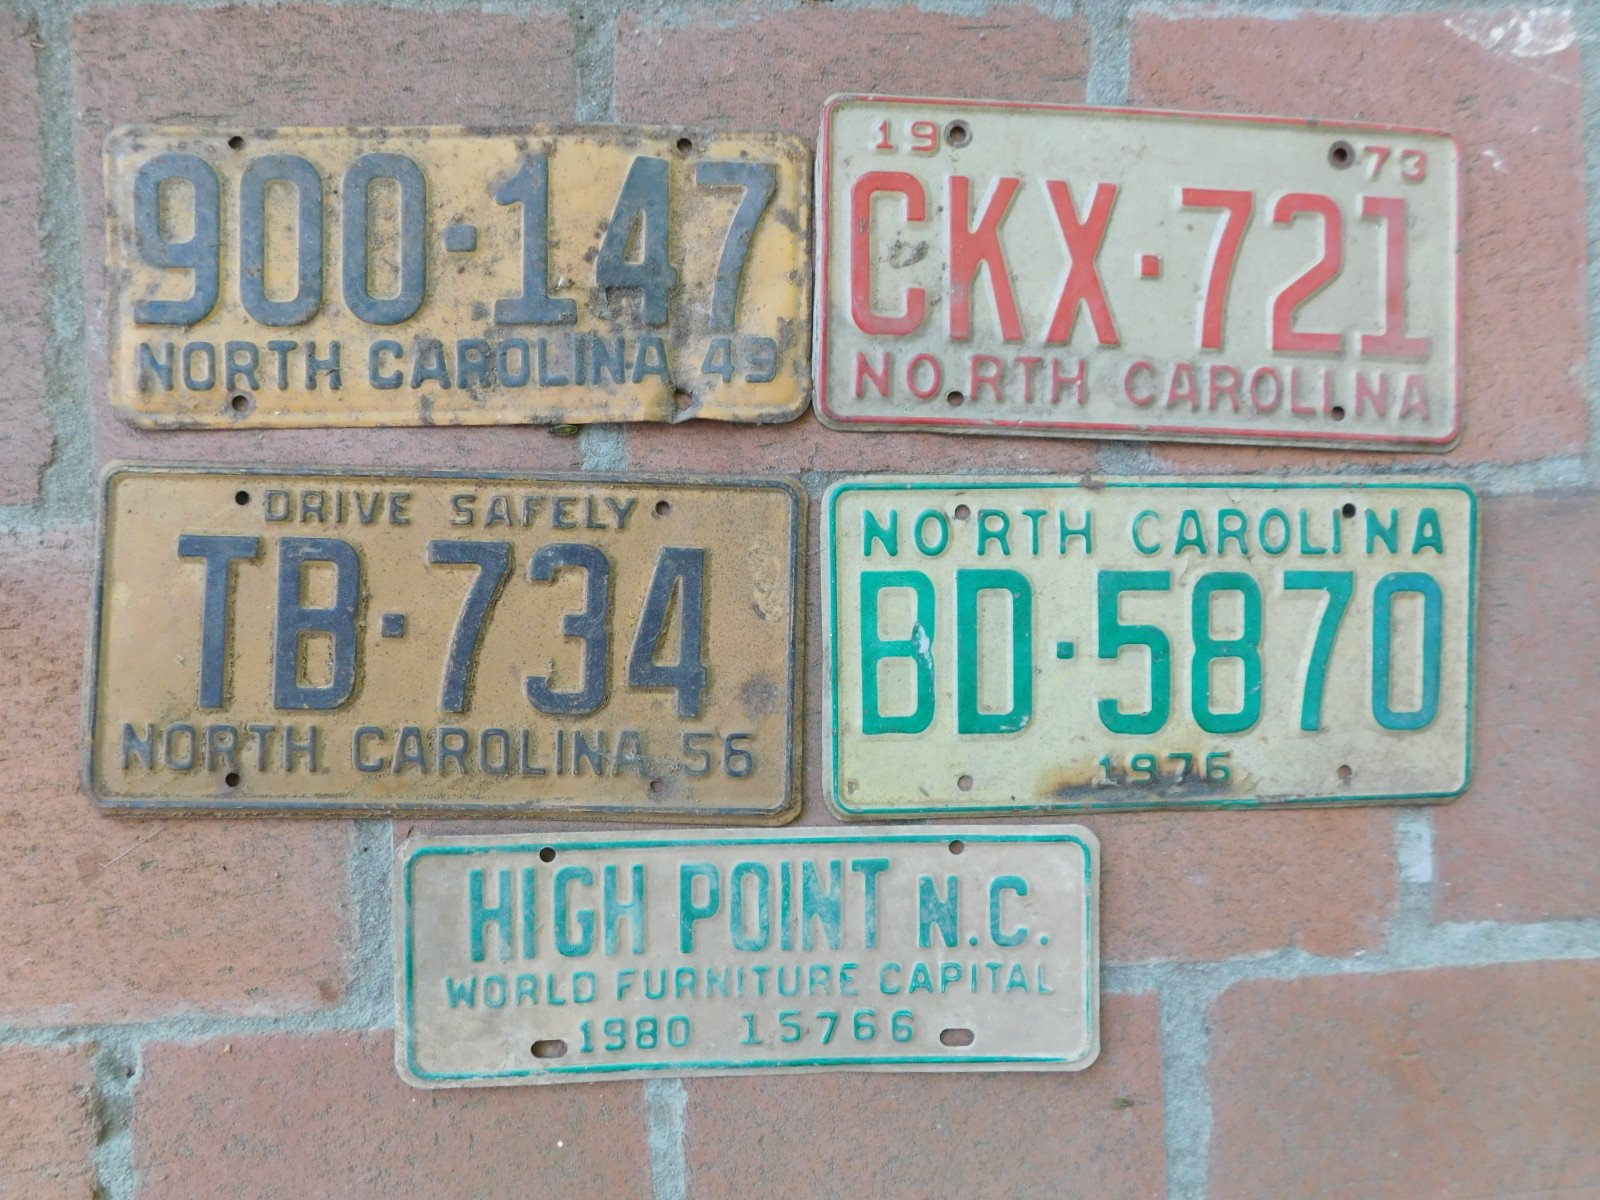 900·147
NORTH CAROLINA 49
19 73
CKX·721
NORTH CAROLINA
DRIVE SAFELY
TB·734
NORTH CAROLINA 56
NORTH CAROLINA
BD·5870
1976
HIGH POINT N.C.
WORLD FURNITURE CAPITAL
1980 15766